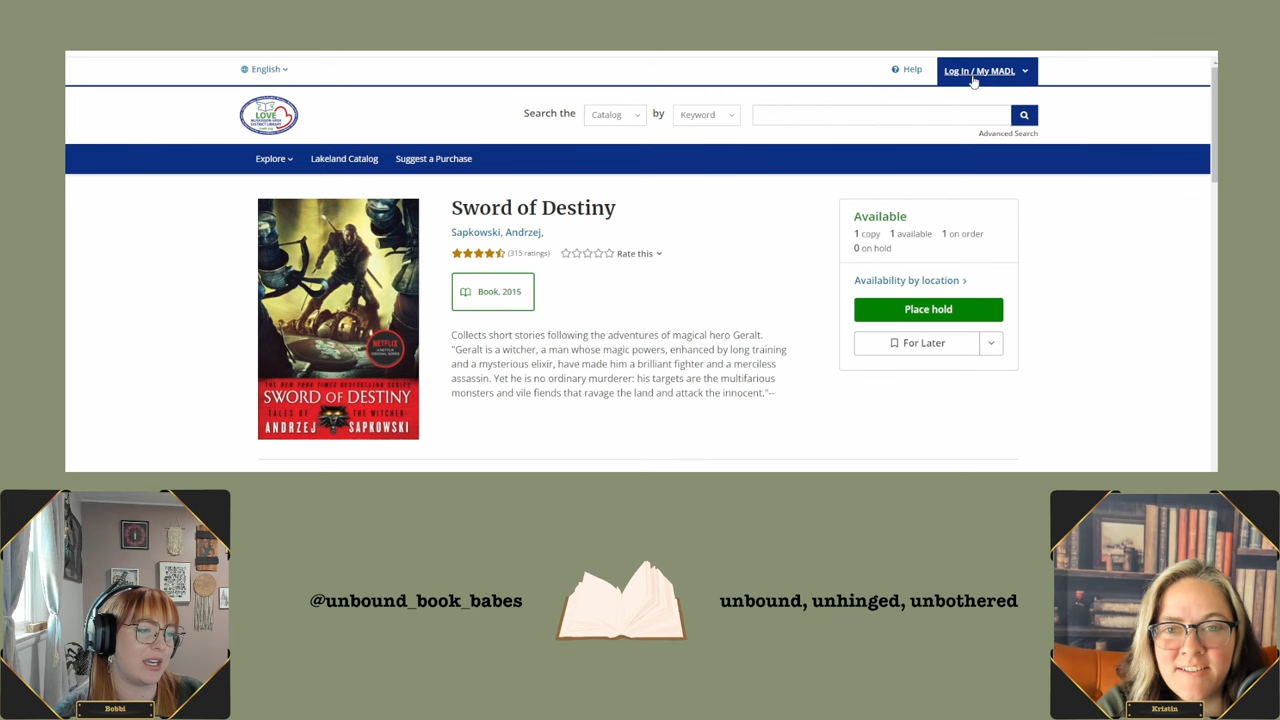 English
Help
Log In / My MADL
LOVE
Search the
Catalog
by
Keyword
Advanced Search
Explore
Lakeland Catalog
Suggest a Purchase
Sword of Destiny
Sapkowski, Andrzej,
(315 ratings)
Rate this
Book, 2015
Collects short stories following the adventures of magical hero Geralt.
"Geralt is a witcher, a man whose magic powers, enhanced by long training
and a mysterious elixir, have made him a brilliant fighter and a merciless
assassin. Yet he is no ordinary murderer: his targets are the multifarious
monsters and vile fiends that ravage the land and attack the innocent."--
Available
1 copy 1 available 1 on order
0 on hold
Availability by location
Place hold
For Later
NETFLIX
THE NEW YORK TIMES BESTSELLING SERIES
SWORD OF DESTINY
TALES OF THE WITCHER
ANDRZEJ SAPKOWSKI
@unbound_book_babes
unbound, unhinged, unbothered
Bobbi
Kristin